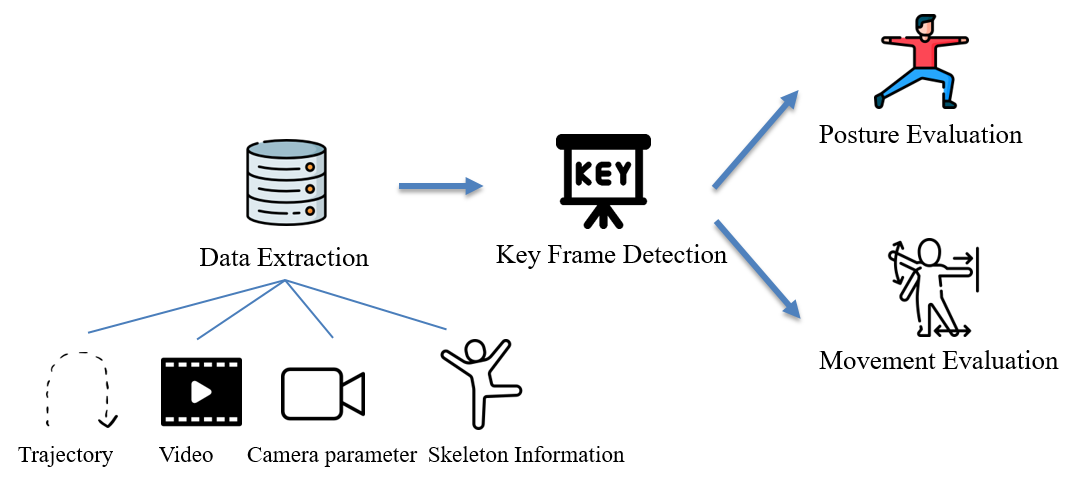 KEY
Posture Evaluation
Data Extraction
Key Frame Detection
Movement Evaluation
Trajectory
Video
Camera parameter
Skeleton Information